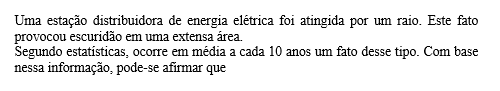 Uma estação distribuidora de energia elétrica foi atingida por um raio. Este fato
provocou escuridão em uma extensa área.
Segundo estatísticas, ocorre em média a cada 10 anos um fato desse tipo. Com base
nessa informação, pode-se afirmar que